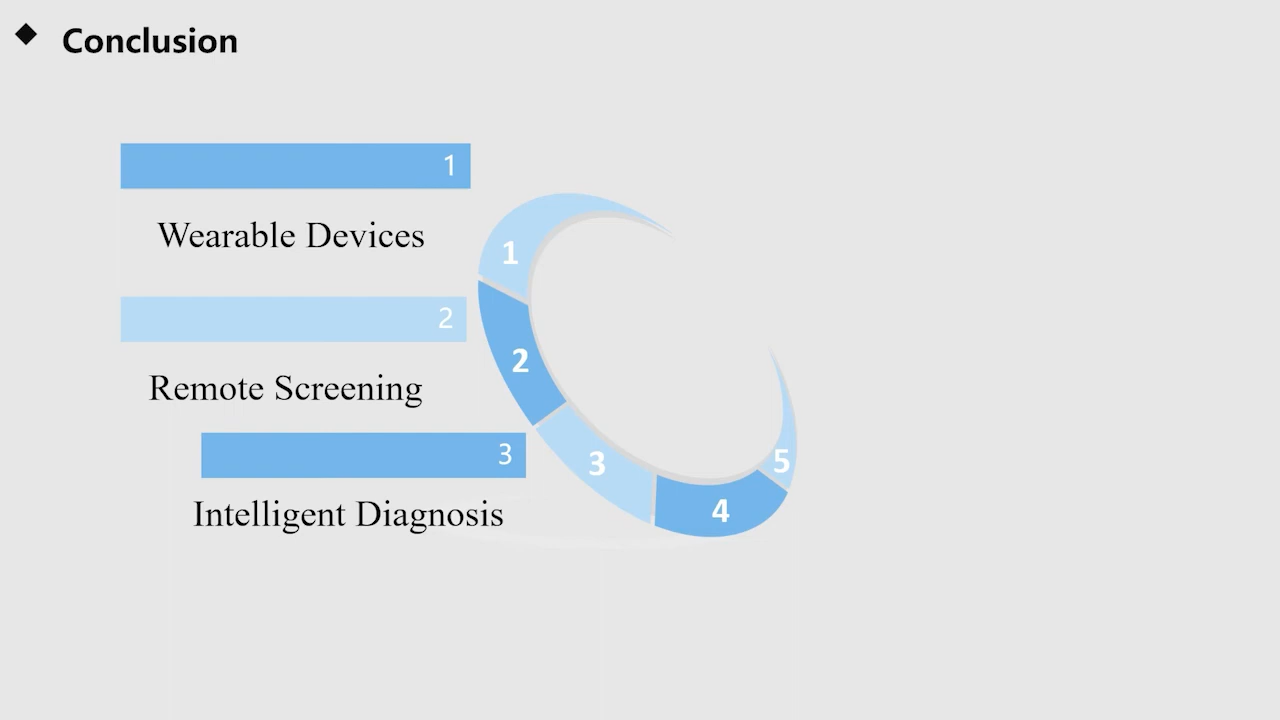 Conclusion
1
Wearable Devices
2
Remote Screening
3
Intelligent Diagnosis
1
2
3
4
5